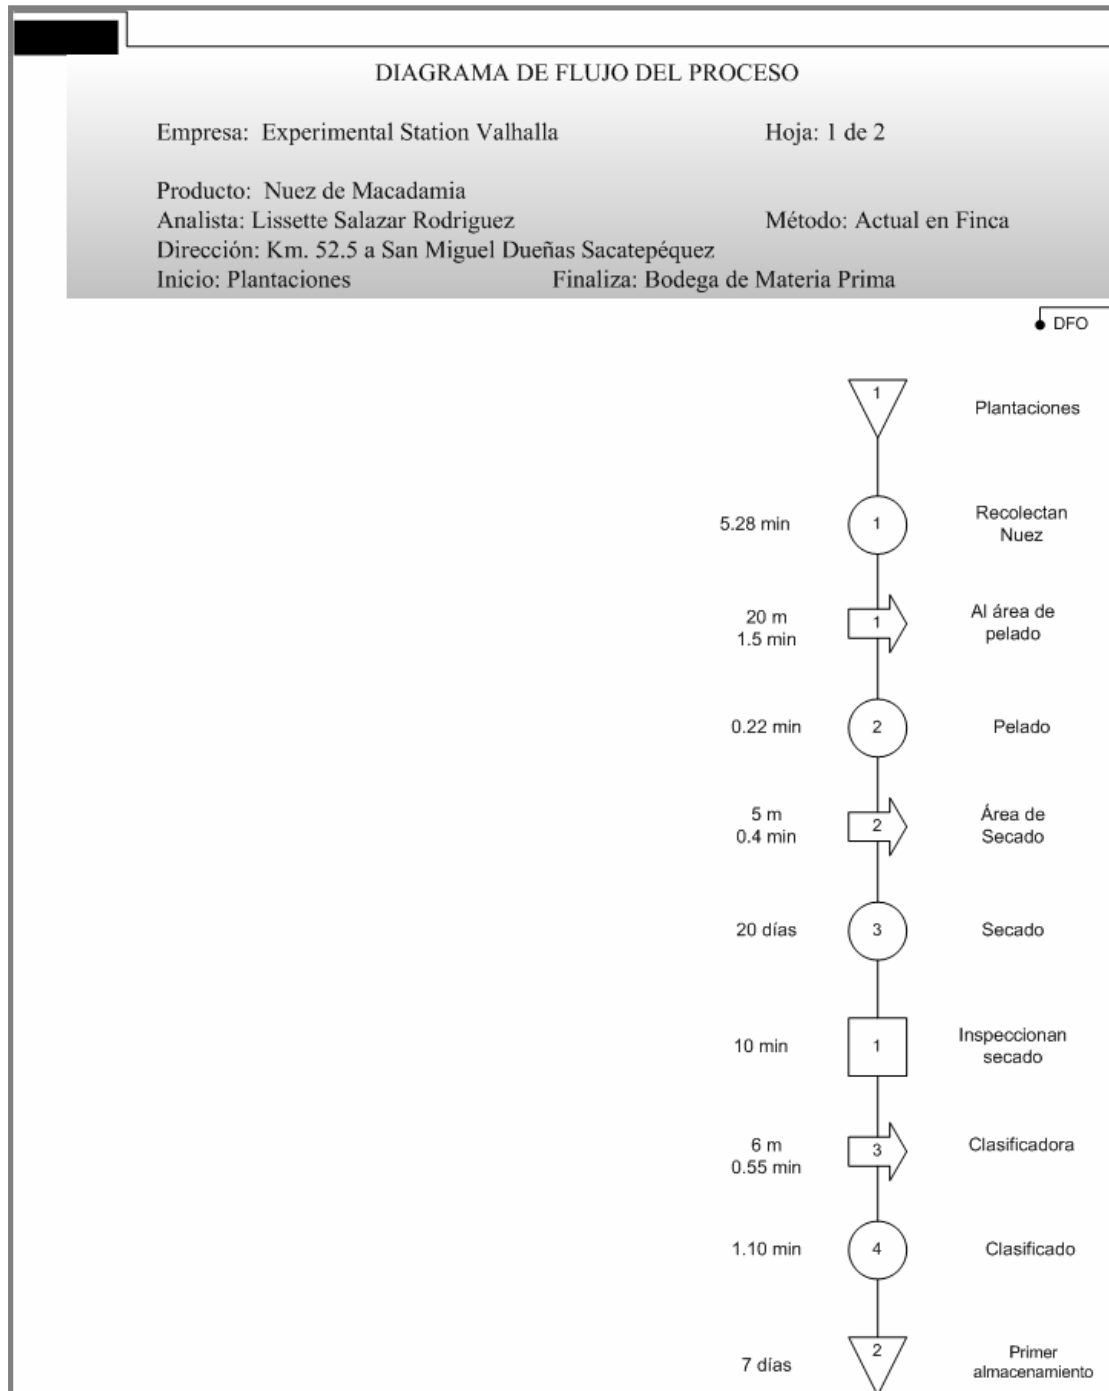 DIAGRAMA DE FLUJO DEL PROCESO
Empresa: Experimental Station Valhalla Hoja: 1 de 2
Producto: Nuez de Macadamia
Analista: Lissette Salazar Rodriguez Método: Actual en Finca
Dirección: Km. 52.5 a San Miguel Dueñas Sacatepéquez
Inicio: Plantaciones Finaliza: Bodega de Materia Prima
DFO
1 Plantaciones
5.28 min 1 Recolectan
Nuez
20 m
1.5 min 1 Al área de
pelado
0.22 min 2 Pelado
5 m
0.4 min 2 Área de
Secado
20 días 3 Secado
10 min 1 Inspeccionan
secado
6 m
0.55 min 3 Clasificadora
1.10 min 4 Clasificado
7 días 2 Primer
almacenamiento